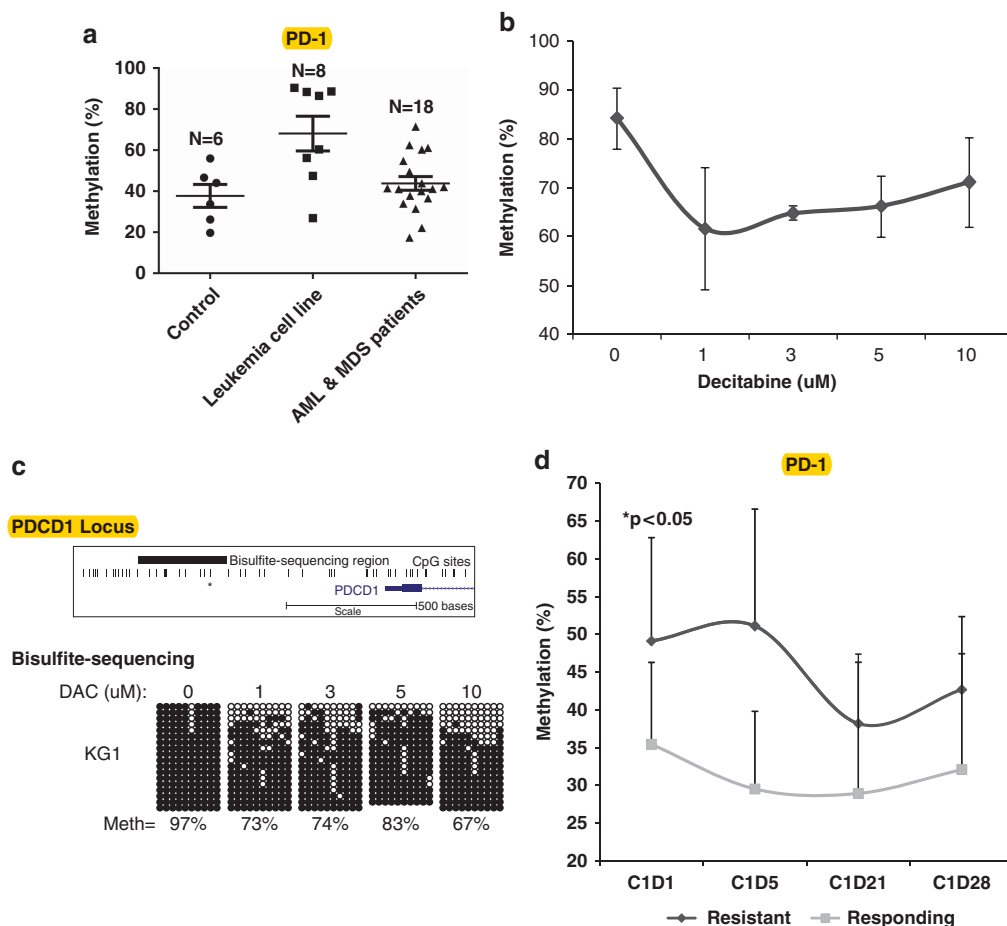 a
PD-1
N=6
N=8
N=18
Methylation (%)
100
80
60
40
20
0
Control
Leukemia cell line
AML & MDS patients
b
Methylation (%)
100
90
80
70
60
50
40
0 1 3 5 10
Decitabine (uM)
c
PDCD1 Locus
Bisulfite-sequencing region CpG sites
*
PDCD1
Scale 500 bases
Bisulfite-sequencing
DAC (uM): 0 1 3 5 10
KG1
Meth= 97% 73% 74% 83% 67%
d
PD-1
*p<0.05
Methylation (%)
70
65
60
55
50
45
40
35
30
25
20
C1D1 C1D5 C1D21 C1D28
Resistant Responding